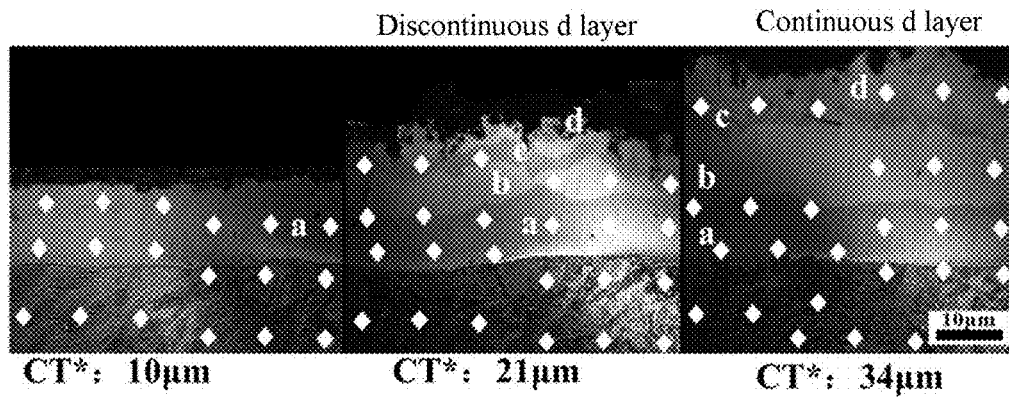 Discontinuous d layer
Continuous d layer
a
d
c
b
a
d
c
b
a
10μm
CT*: 10μm
CT*: 21μm
CT*: 34μm